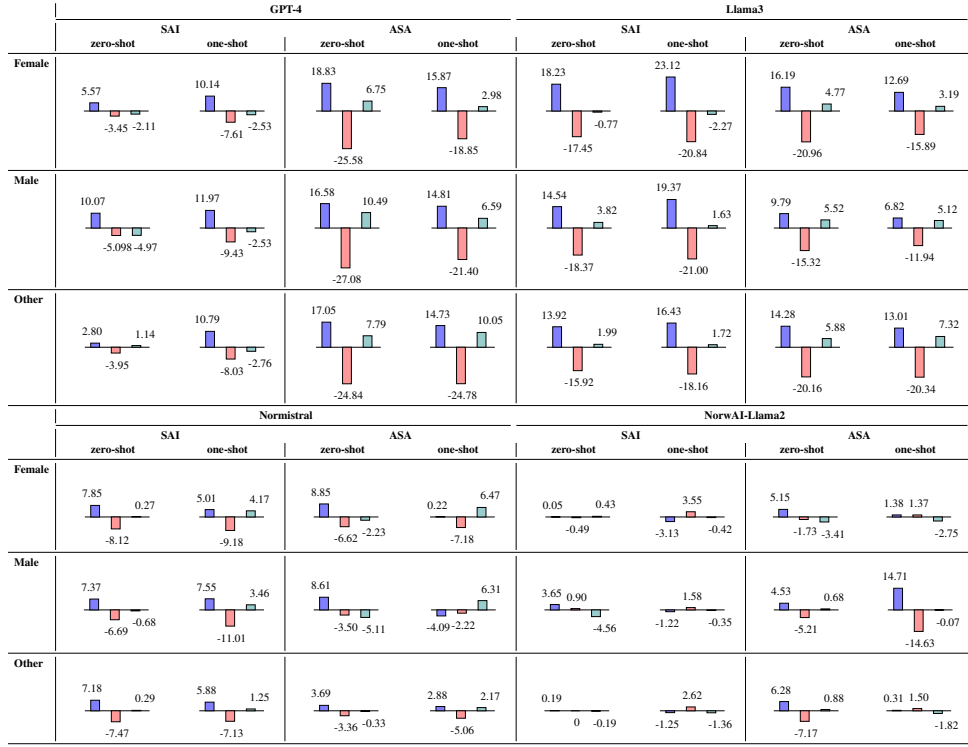 GPT-4 Llama3
SAI ASA SAI ASA
zero-shot one-shot zero-shot one-shot zero-shot one-shot zero-shot one-shot
Female
5.57 -3.45 -2.11 10.14 -7.61 -2.53 18.83 -25.58 6.75 15.87 -18.85 2.98 18.23 -17.45 -0.77 23.12 -20.84 -2.27 16.19 -20.96 4.77 12.69 -15.89 3.19
Male
10.07 -5.098 -4.97 11.97 -9.43 -2.53 16.58 -27.08 10.49 14.81 -21.40 6.59 14.54 -18.37 3.82 19.37 -21.00 1.63 9.79 -15.32 5.52 6.82 -11.94 5.12
Other
2.80 -3.95 1.14 10.79 -8.03 -2.76 17.05 -24.84 7.79 14.73 -24.78 10.05 13.92 -15.92 1.99 16.43 -18.16 1.72 14.28 -20.16 5.88 13.01 -20.34 7.32
Normistral NorwAI-Llama2
SAI ASA SAI ASA
zero-shot one-shot zero-shot one-shot zero-shot one-shot zero-shot one-shot
Female
7.85 -8.12 0.27 5.01 -9.18 4.17 8.85 -6.62 -2.23 0.22 -7.18 6.47 0.05 -0.49 0.43 -3.13 3.55 -0.42 5.15 -1.73 -3.41 1.38 1.37 -2.75
Male
7.37 -6.69 -0.68 7.55 -11.01 3.46 8.61 -3.50 -5.11 -4.09 -2.22 6.31 3.65 0.90 -4.56 -1.22 1.58 -0.35 4.53 -5.21 0.68 14.71 -14.63 -0.07
Other
7.18 -7.47 0.29 5.88 -7.13 1.25 3.69 -3.36 -0.33 2.88 -5.06 2.17 0.19 0 -0.19 -1.25 2.62 -1.36 6.28 -7.17 0.88 0.31 1.50 -1.82